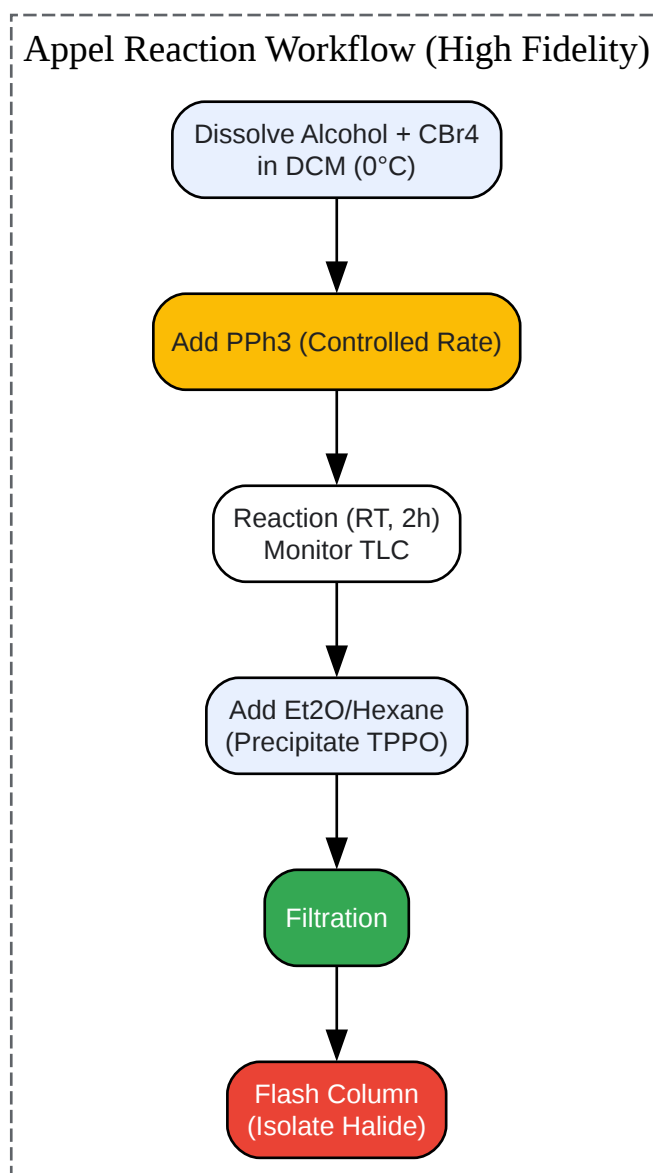 Appel Reaction Workflow (High Fidelity)
Dissolve Alcohol + CBr4
in DCM (0°C)
Add PPh3 (Controlled Rate)
Reaction (RT, 2h)
Monitor TLC
Add Et2O/Hexane
(Precipitate TPPO)
Filtration
Flash Column
(Isolate Halide)